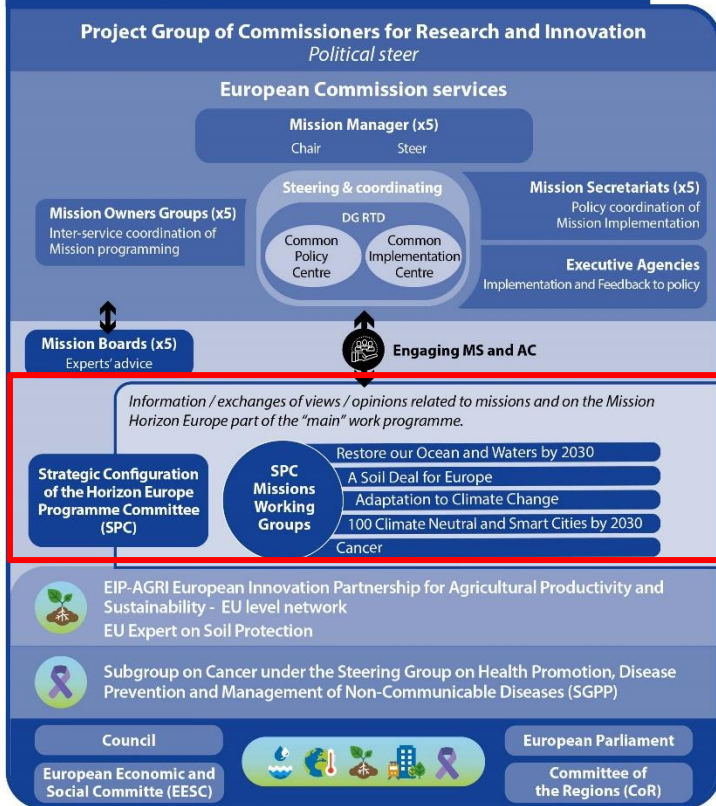 Project Group of Commissioners for Research and Innovation
Political steer
European Commission services
Mission Manager (x5)
Chair Steer
Steering & coordinating
DG RTD
Common
Policy
Centre
Common
Implementation
Centre
Mission Owners Groups (x5)
Inter-service coordination of
Mission programming
Mission Secretariats (x5)
Policy coordination of
Mission Implementation
Executive Agencies
Implementation and Feedback to policy
Mission Boards (x5)
Experts' advice
Engaging MS and AC
Information / exchanges of views / opinions related to missions and on the Mission
Horizon Europe part of the “main” work programme.
Strategic Configuration
of the Horizon Europe
Programme Committee
(SPC)
SPC
Missions
Working
Groups
Restore our Ocean and Waters by 2030
A Soil Deal for Europe
Adaptation to Climate Change
100 Climate Neutral and Smart Cities by 2030
Cancer
EIP-AGRI European Innovation Partnership for Agricultural Productivity and
Sustainability - EU level network
EU Expert on Soil Protection
Subgroup on Cancer under the Steering Group on Health Promotion, Disease
Prevention and Management of Non-Communicable Diseases (SGPP)
Council
European Economic and
Social Committe (EESC)
European Parliament
Committee of
the Regions (CoR)